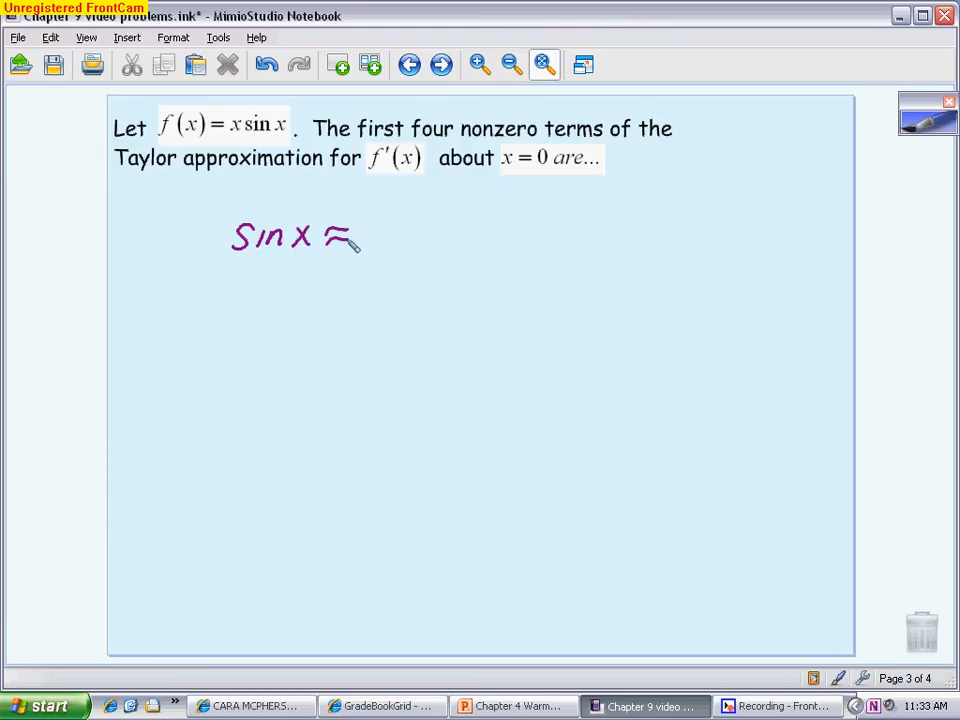 Unregistered FrontCam
Chapter 9 video problems.ink* - MimioStudio Notebook
File Edit View Insert Format Tools Help
Let f(x) = x sin x. The first four nonzero terms of the
Taylor approximation for f'(x) about x = 0 are...
sin x ≈
Page 3 of 4
start CARA MCPHERS... GradeBookGrid - ... Chapter 4 Warm... Chapter 9 video ... Recording - Front... 11:33 AM